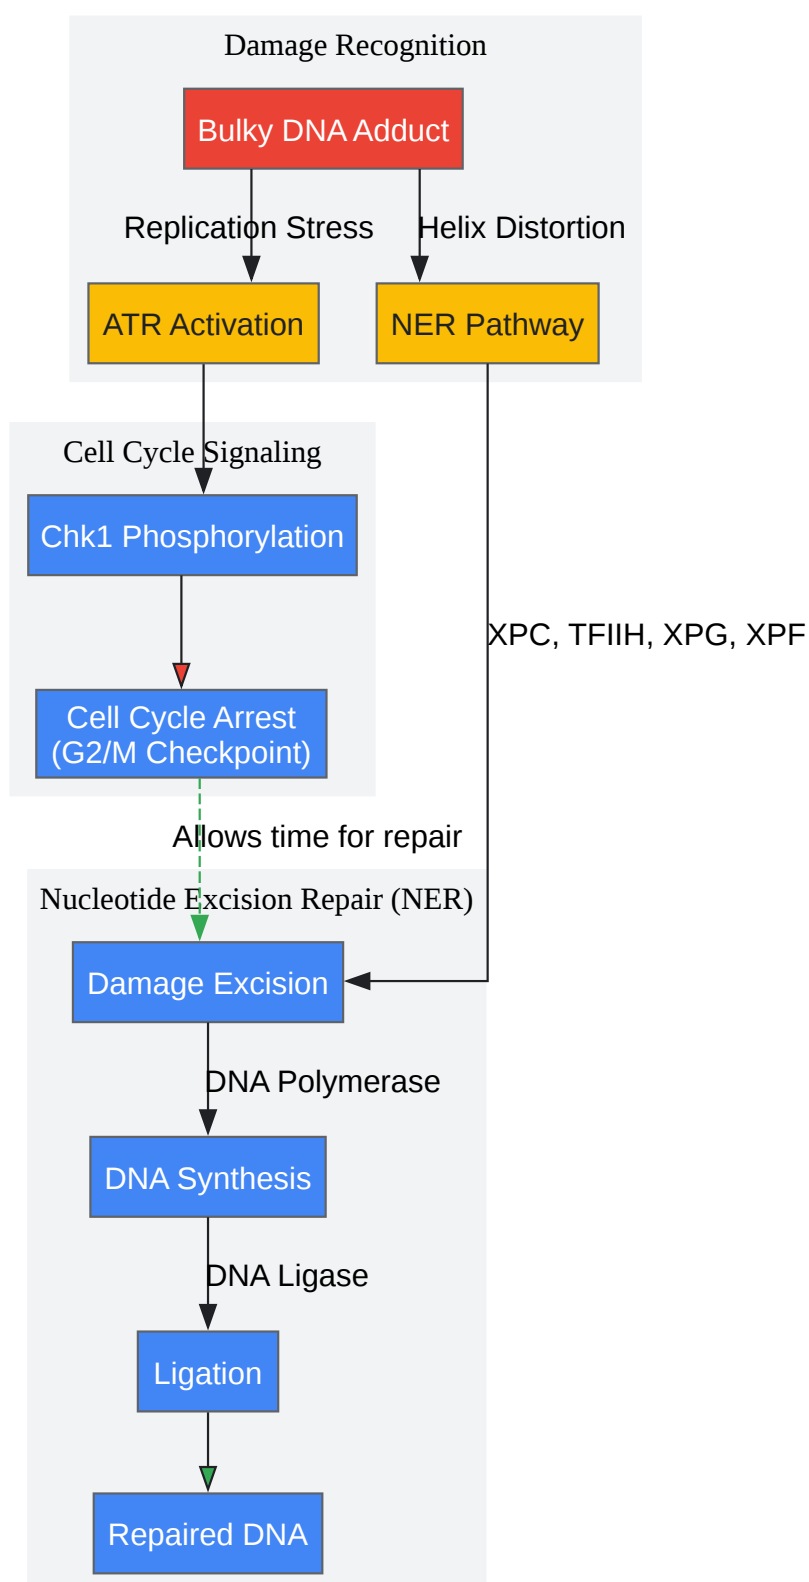 Damage Recognition
Bulky DNA Adduct
Replication Stress
Helix Distortion
ATR Activation
NER Pathway
Cell Cycle Signaling
Chk1 Phosphorylation
XPC, TFIIH, XPG, XPF
Cell Cycle Arrest
(G2/M Checkpoint)
Allows time for repair
Nucleotide Excision Repair (NER)
Damage Excision
DNA Polymerase
DNA Synthesis
DNA Ligase
Ligation
Repaired DNA